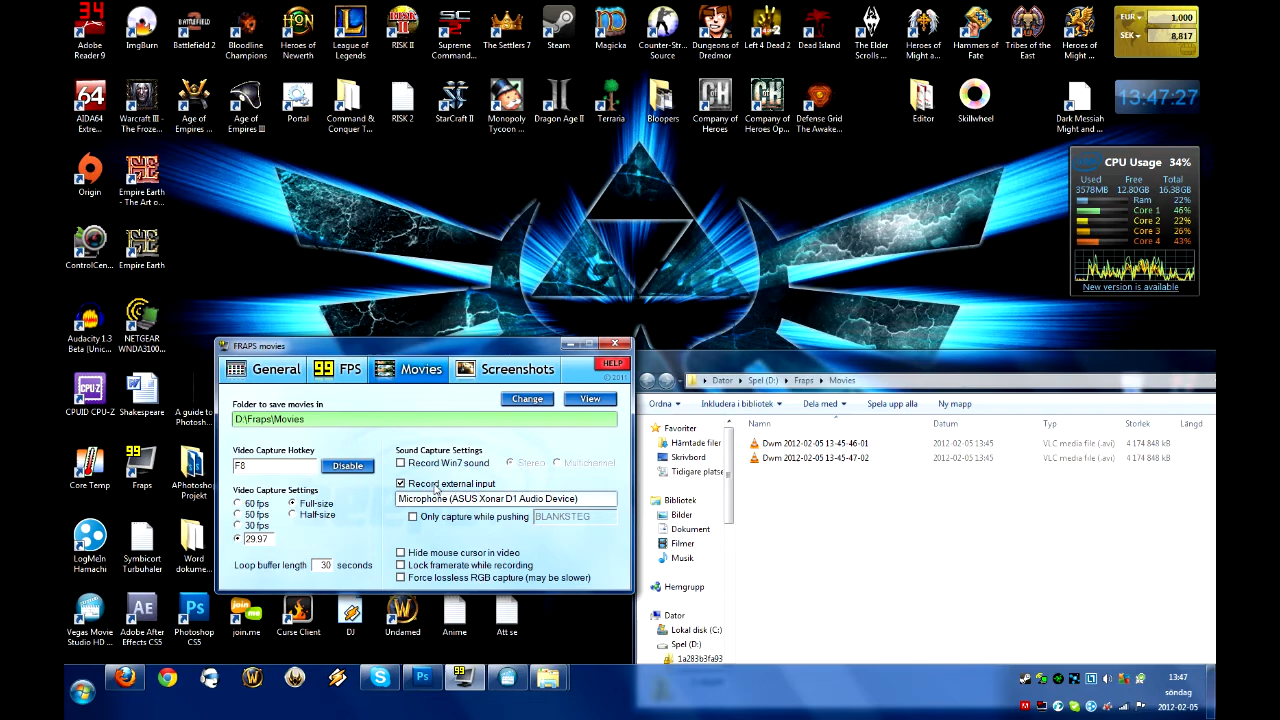 Adobe Reader 9
ImgBurn
Battlefield 2
Bloodline Champions
Heroes of Newerth
League of Legends
RISK II
Supreme Command...
The Settlers 7
Steam
Magicka
Counter-Str... Source
Dungeons of Dredmor
Left 4 Dead 2
Dead Island
The Elder Scrolls ...
Heroes of Might a...
Hammers of Fate
Tribes of the East
Heroes of Might ...
EUR 1,000
SEK 8,817
AIDA64 Extre...
Warcraft III - The Froze...
Age of Empires ...
Age of Empires III
Portal
Command & Conquer T...
RISK 2
StarCraft II
Monopoly Tycoon ...
Dragon Age II
Terraria
Bloopers
Company of Heroes
Company of Heroes Op...
Defense Grid The Awake...
Editor
Skillwheel
Dark Messiah Might and ...
13:47:27
Origin
Empire Earth - The Art o...
CPU Usage 34%
Used Free Total
3578MB 12.80GB 16.38GB
Ram 22%
Core 1 46%
Core 2 22%
Core 3 26%
Core 4 43%
New version is available
ControlCen...
Empire Earth
Audacity 1.3 Beta (Unic...
NETGEAR WNDA3100...
CPUID CPU-Z
Shakespeare
A guide to Photosh...
Core Temp
Fraps
APhotosh... Projekt
LogMeIn Hamachi
Symbicort Turbuhaler
Word dokume...
Vegas Movie Studio HD ...
Adobe After Effects CS5
Photoshop CS5
join.me
Curse Client
DJ
Undamed
Anime
Att se
FRAPS movies
General
99 FPS
Movies
Screenshots
HELP
© 2011
Folder to save movies in
Change
View
D:\Fraps\Movies
Video Capture Hotkey
F8
Disable
Video Capture Settings
60 fps
50 fps
30 fps
29.97
Full-size
Half-size
Loop buffer length 30 seconds
Sound Capture Settings
Record Win7 sound
Stereo
Multichannel
Record external input
Microphone (ASUS Xonar D1 Audio Device)
Only capture while pushing
BLANKSTEG
Hide mouse cursor in video
Lock framerate while recording
Force lossless RGB capture (may be slower)
Dator
Spel (D:)
Fraps
Movies
Ordna
Inkludera i bibliotek
Dela med
Spela upp alla
Ny mapp
Favoriter
Hämtade filer
Skrivbord
Tidigare platse
Bibliotek
Bilder
Dokument
Filmer
Musik
Hemgrupp
Dator
Lokal disk (C:)
Spel (D:)
1a283b3fa93
Namn
Datum
Typ
Storlek
Längd
Dwm 2012-02-05 13-45-46-01
2012-02-05 13:45
VLC media file (.avi)
4 174 848 kB
Dwm 2012-02-05 13-45-47-02
2012-02-05 13:45
VLC media file (.avi)
4 174 848 kB
13:47
söndag
2012-02-05